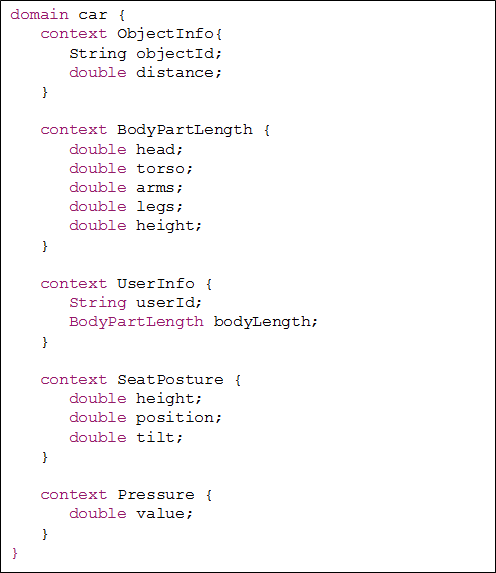 domain car {
context ObjectInfo{
String objectId;
double distance;
}
context BodyPartLength {
double head;
double torso;
double arms;
double legs;
double height;
}
context UserInfo {
String userId;
BodyPartLength bodyLength;
}
context SeatPosture {
double height;
double position;
double tilt;
}
context Pressure {
double value;
}
}